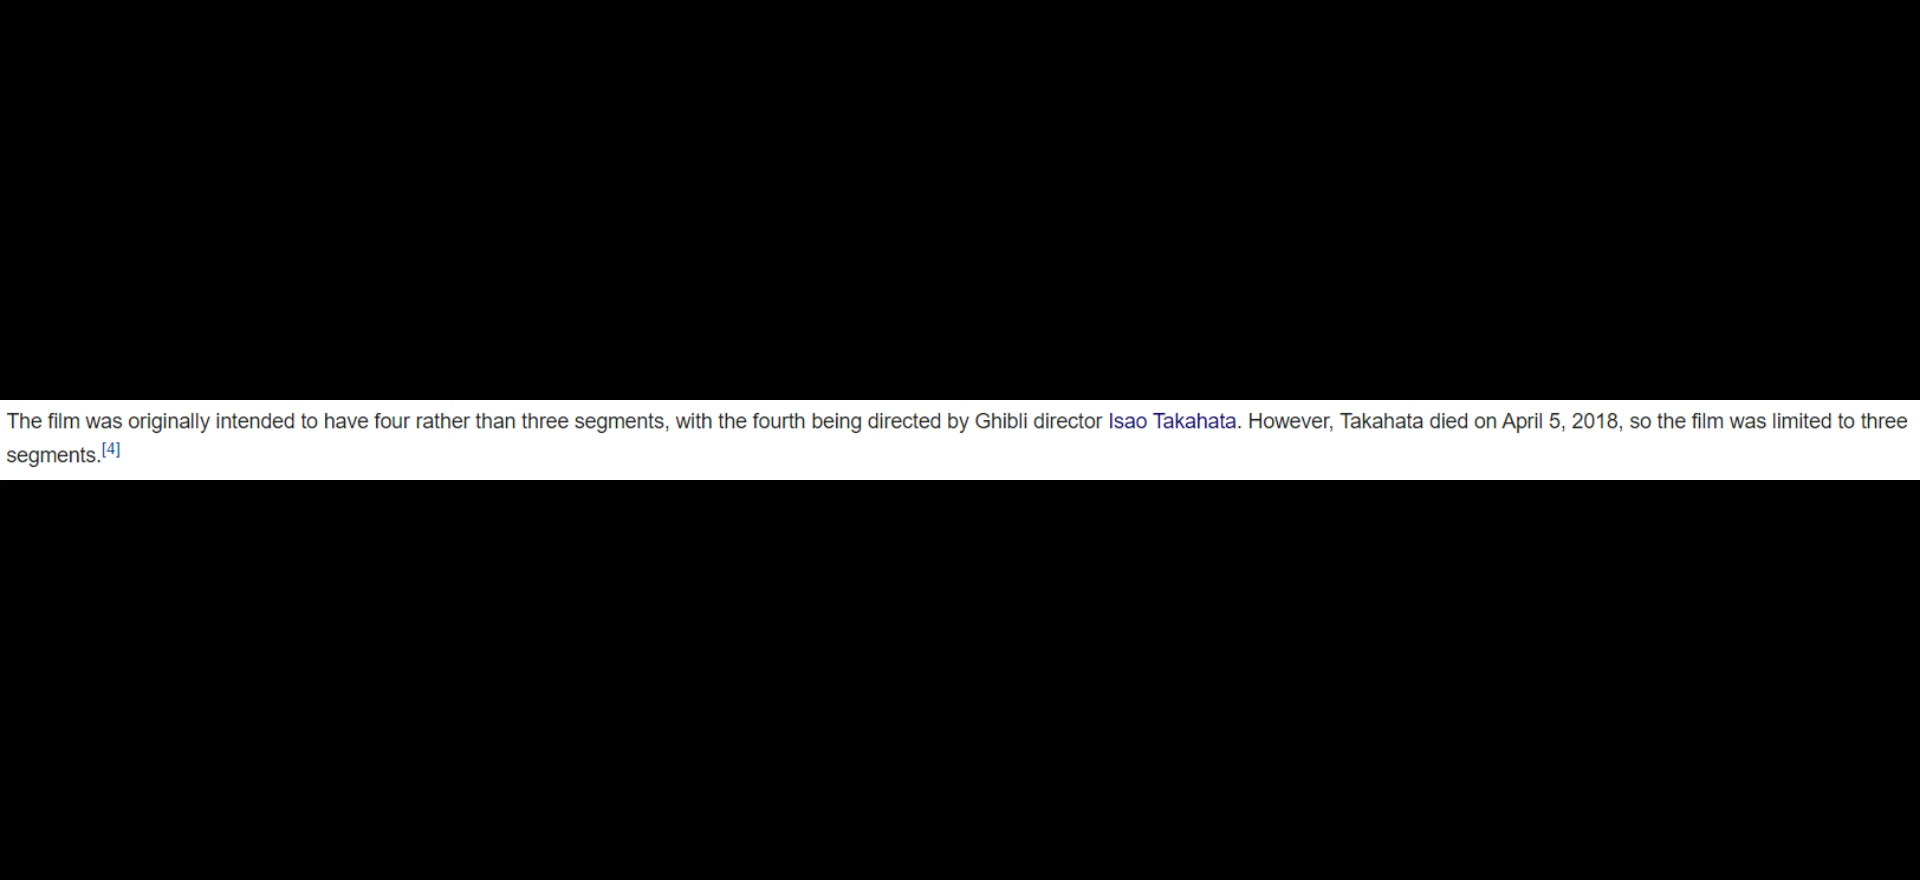 The film was originally intended to have four rather than three segments, with the fourth being directed by Ghibli director Isao Takahata. However, Takahata died on April 5, 2018, so the film was limited to three
segments.[4]